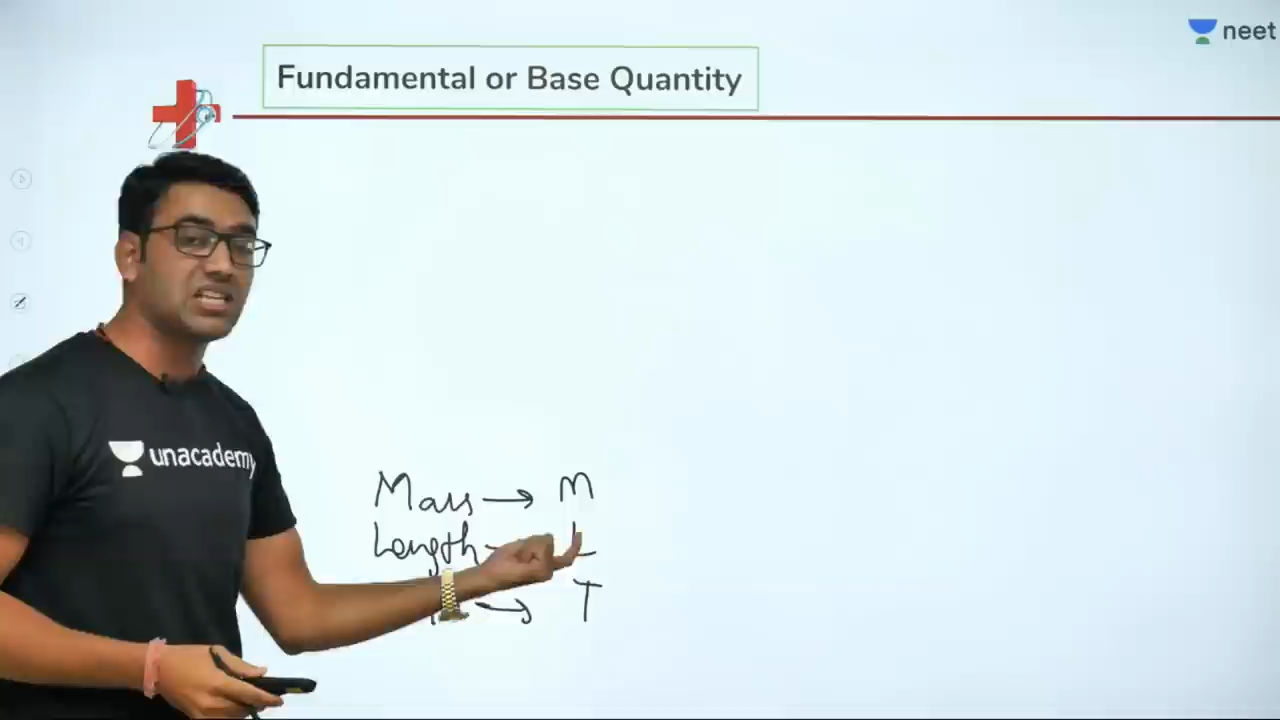 neet
Fundamental or Base Quantity
unacademy
Mass → M
Length → L
→ T